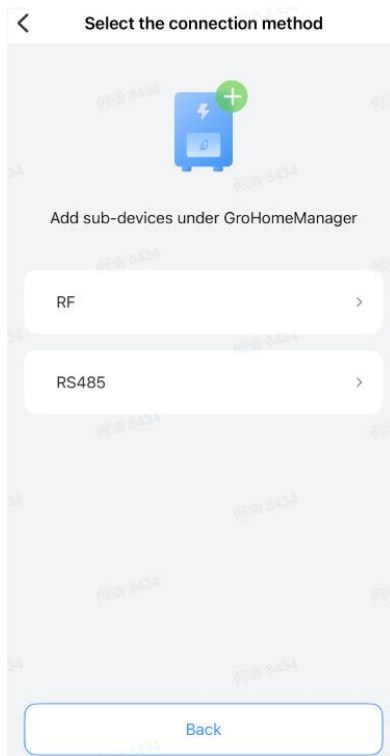 Select the connection method
Add sub-devices under GroHomeManager
RF
RS485
Back